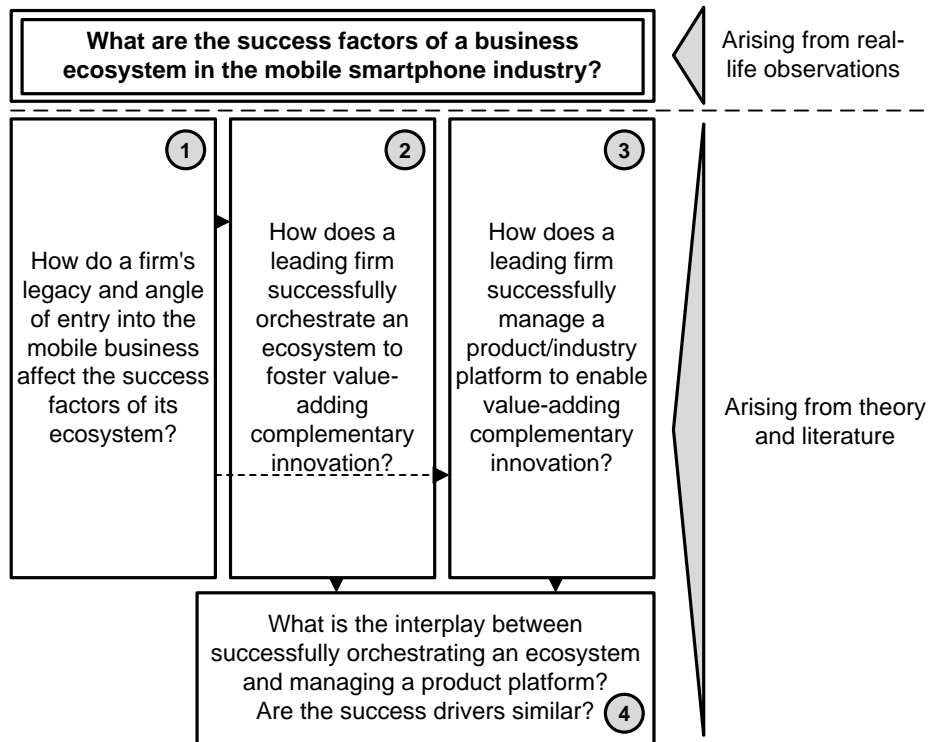 What are the success factors of a business
ecosystem in the mobile smartphone industry?
Arising from real-
life observations
1
How do a firm's
legacy and angle
of entry into the
mobile business
affect the success
factors of its
ecosystem?
2
How does a
leading firm
successfully
orchestrate an
ecosystem to
foster value-
adding
complementary
innovation?
3
How does a
leading firm
successfully
manage a
product/industry
platform to enable
value-adding
complementary
innovation?
Arising from theory
and literature
What is the interplay between
successfully orchestrating an ecosystem
and managing a product platform?
Are the success drivers similar?
4